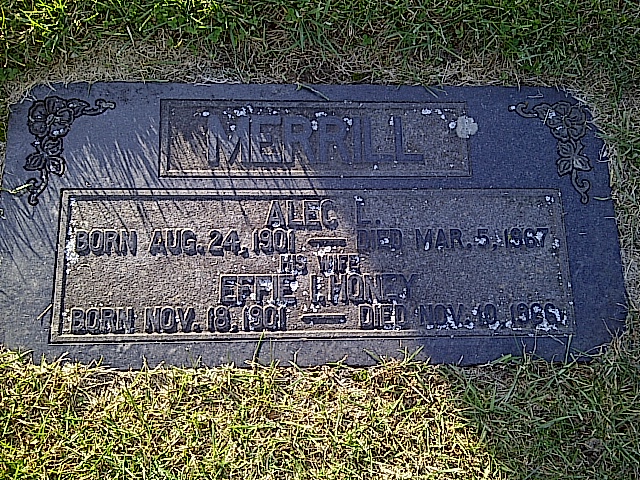 MERRILL
ALEC L.
BORN AUG. 24, 1901 — DIED MAR. 5, 1967
HIS WIFE
EFFIE I. HONEY
BORN NOV. 18, 1901 — DIED NOV. 10,